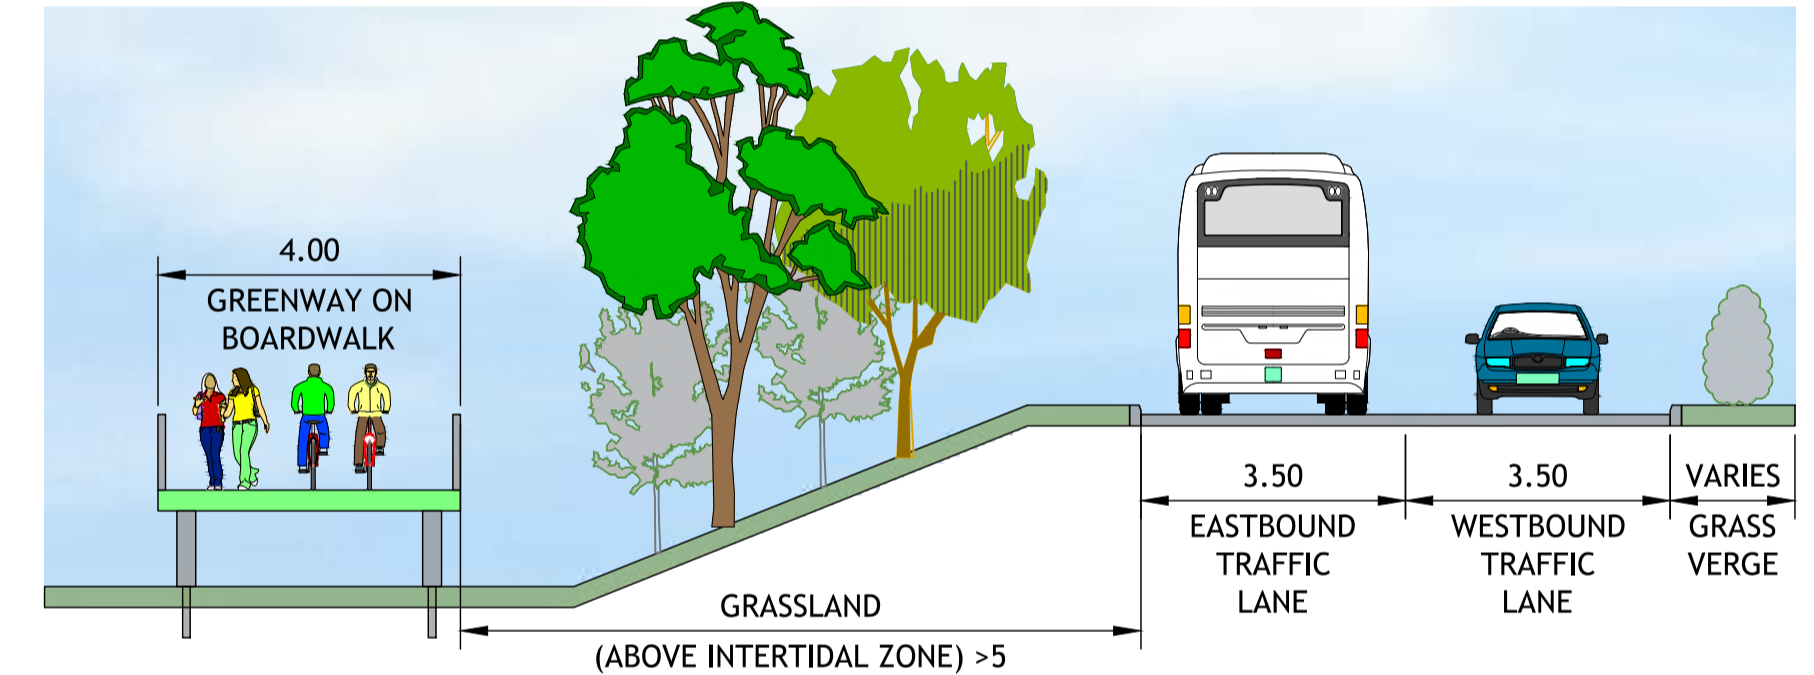 4.00
GREENWAY ON
BOARDWALK
GRASSLAND
(ABOVE INTERTIDAL ZONE) >5
3.50
EASTBOUND
TRAFFIC
LANE
3.50
WESTBOUND
TRAFFIC
LANE
VARIES
GRASS
VERGE